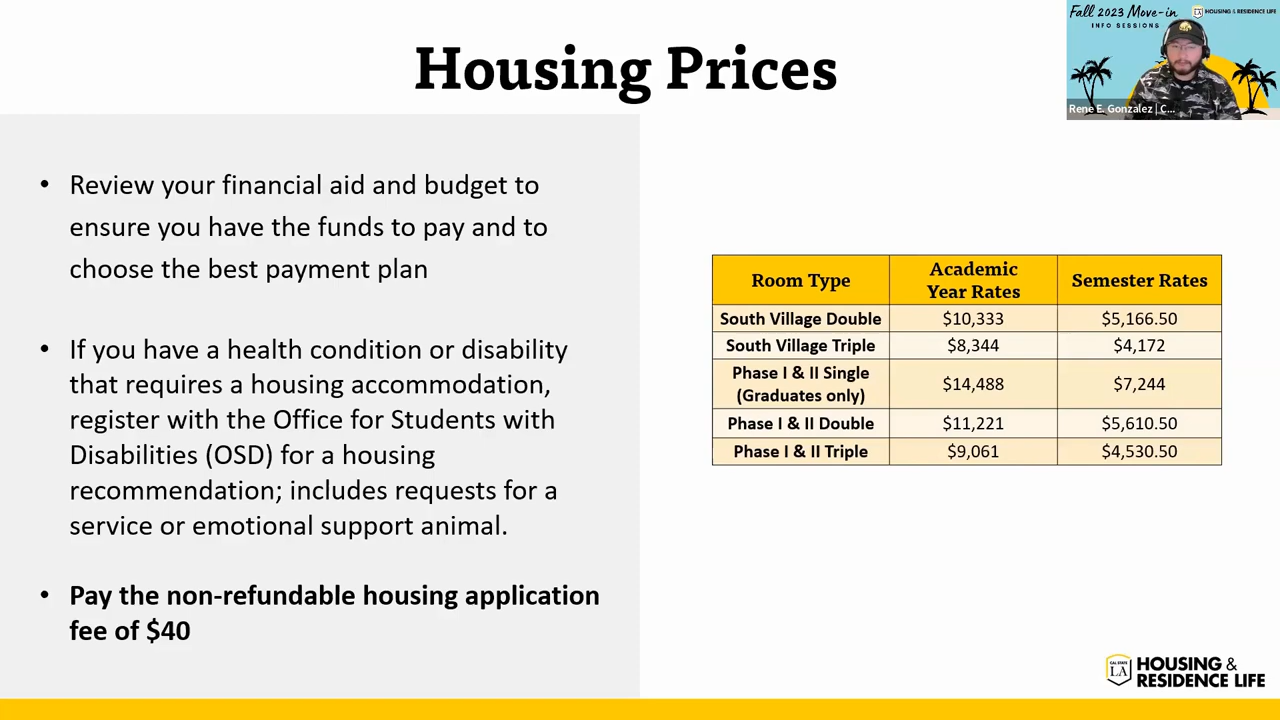 Housing Prices
Fall 2023 Move-in
INFO SESSIONS
LA HOUSING & RESIDENCE LIFE
Rene E. Gonzalez | C...
• Review your financial aid and budget to
ensure you have the funds to pay and to
choose the best payment plan
• If you have a health condition or disability
that requires a housing accommodation,
register with the Office for Students with
Disabilities (OSD) for a housing
recommendation; includes requests for a
service or emotional support animal.
• Pay the non-refundable housing application
fee of $40
Room Type Academic Year Rates Semester Rates
South Village Double $10,333 $5,166.50
South Village Triple $8,344 $4,172
Phase I & II Single (Graduates only) $14,488 $7,244
Phase I & II Double $11,221 $5,610.50
Phase I & II Triple $9,061 $4,530.50
CAL STATE
LA
HOUSING &
RESIDENCE LIFE